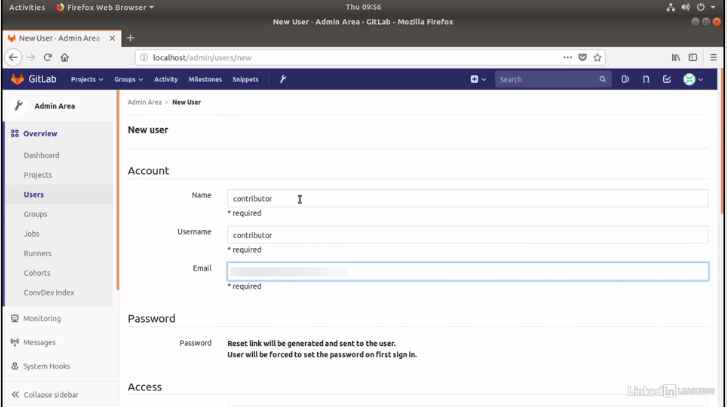 Activities Firefox Web Browser Thu 09:56
New User · Admin Area · GitLab - Mozilla Firefox
New User · Admin Area · GitLab
localhost/admin/users/new
GitLab Projects Groups Activity Milestones Snippets Search
Admin Area
Admin Area New User
Overview
New user
Dashboard
Projects
Users
Groups
Jobs
Runners
Cohorts
ConvDev Index
Monitoring
Messages
System Hooks
Collapse sidebar
Account
Name contributor
* required
Username contributor
* required
Email
* required
Password
Password Reset link will be generated and sent to the user.
User will be forced to set the password on first sign in.
Access
Linked in LEARNING